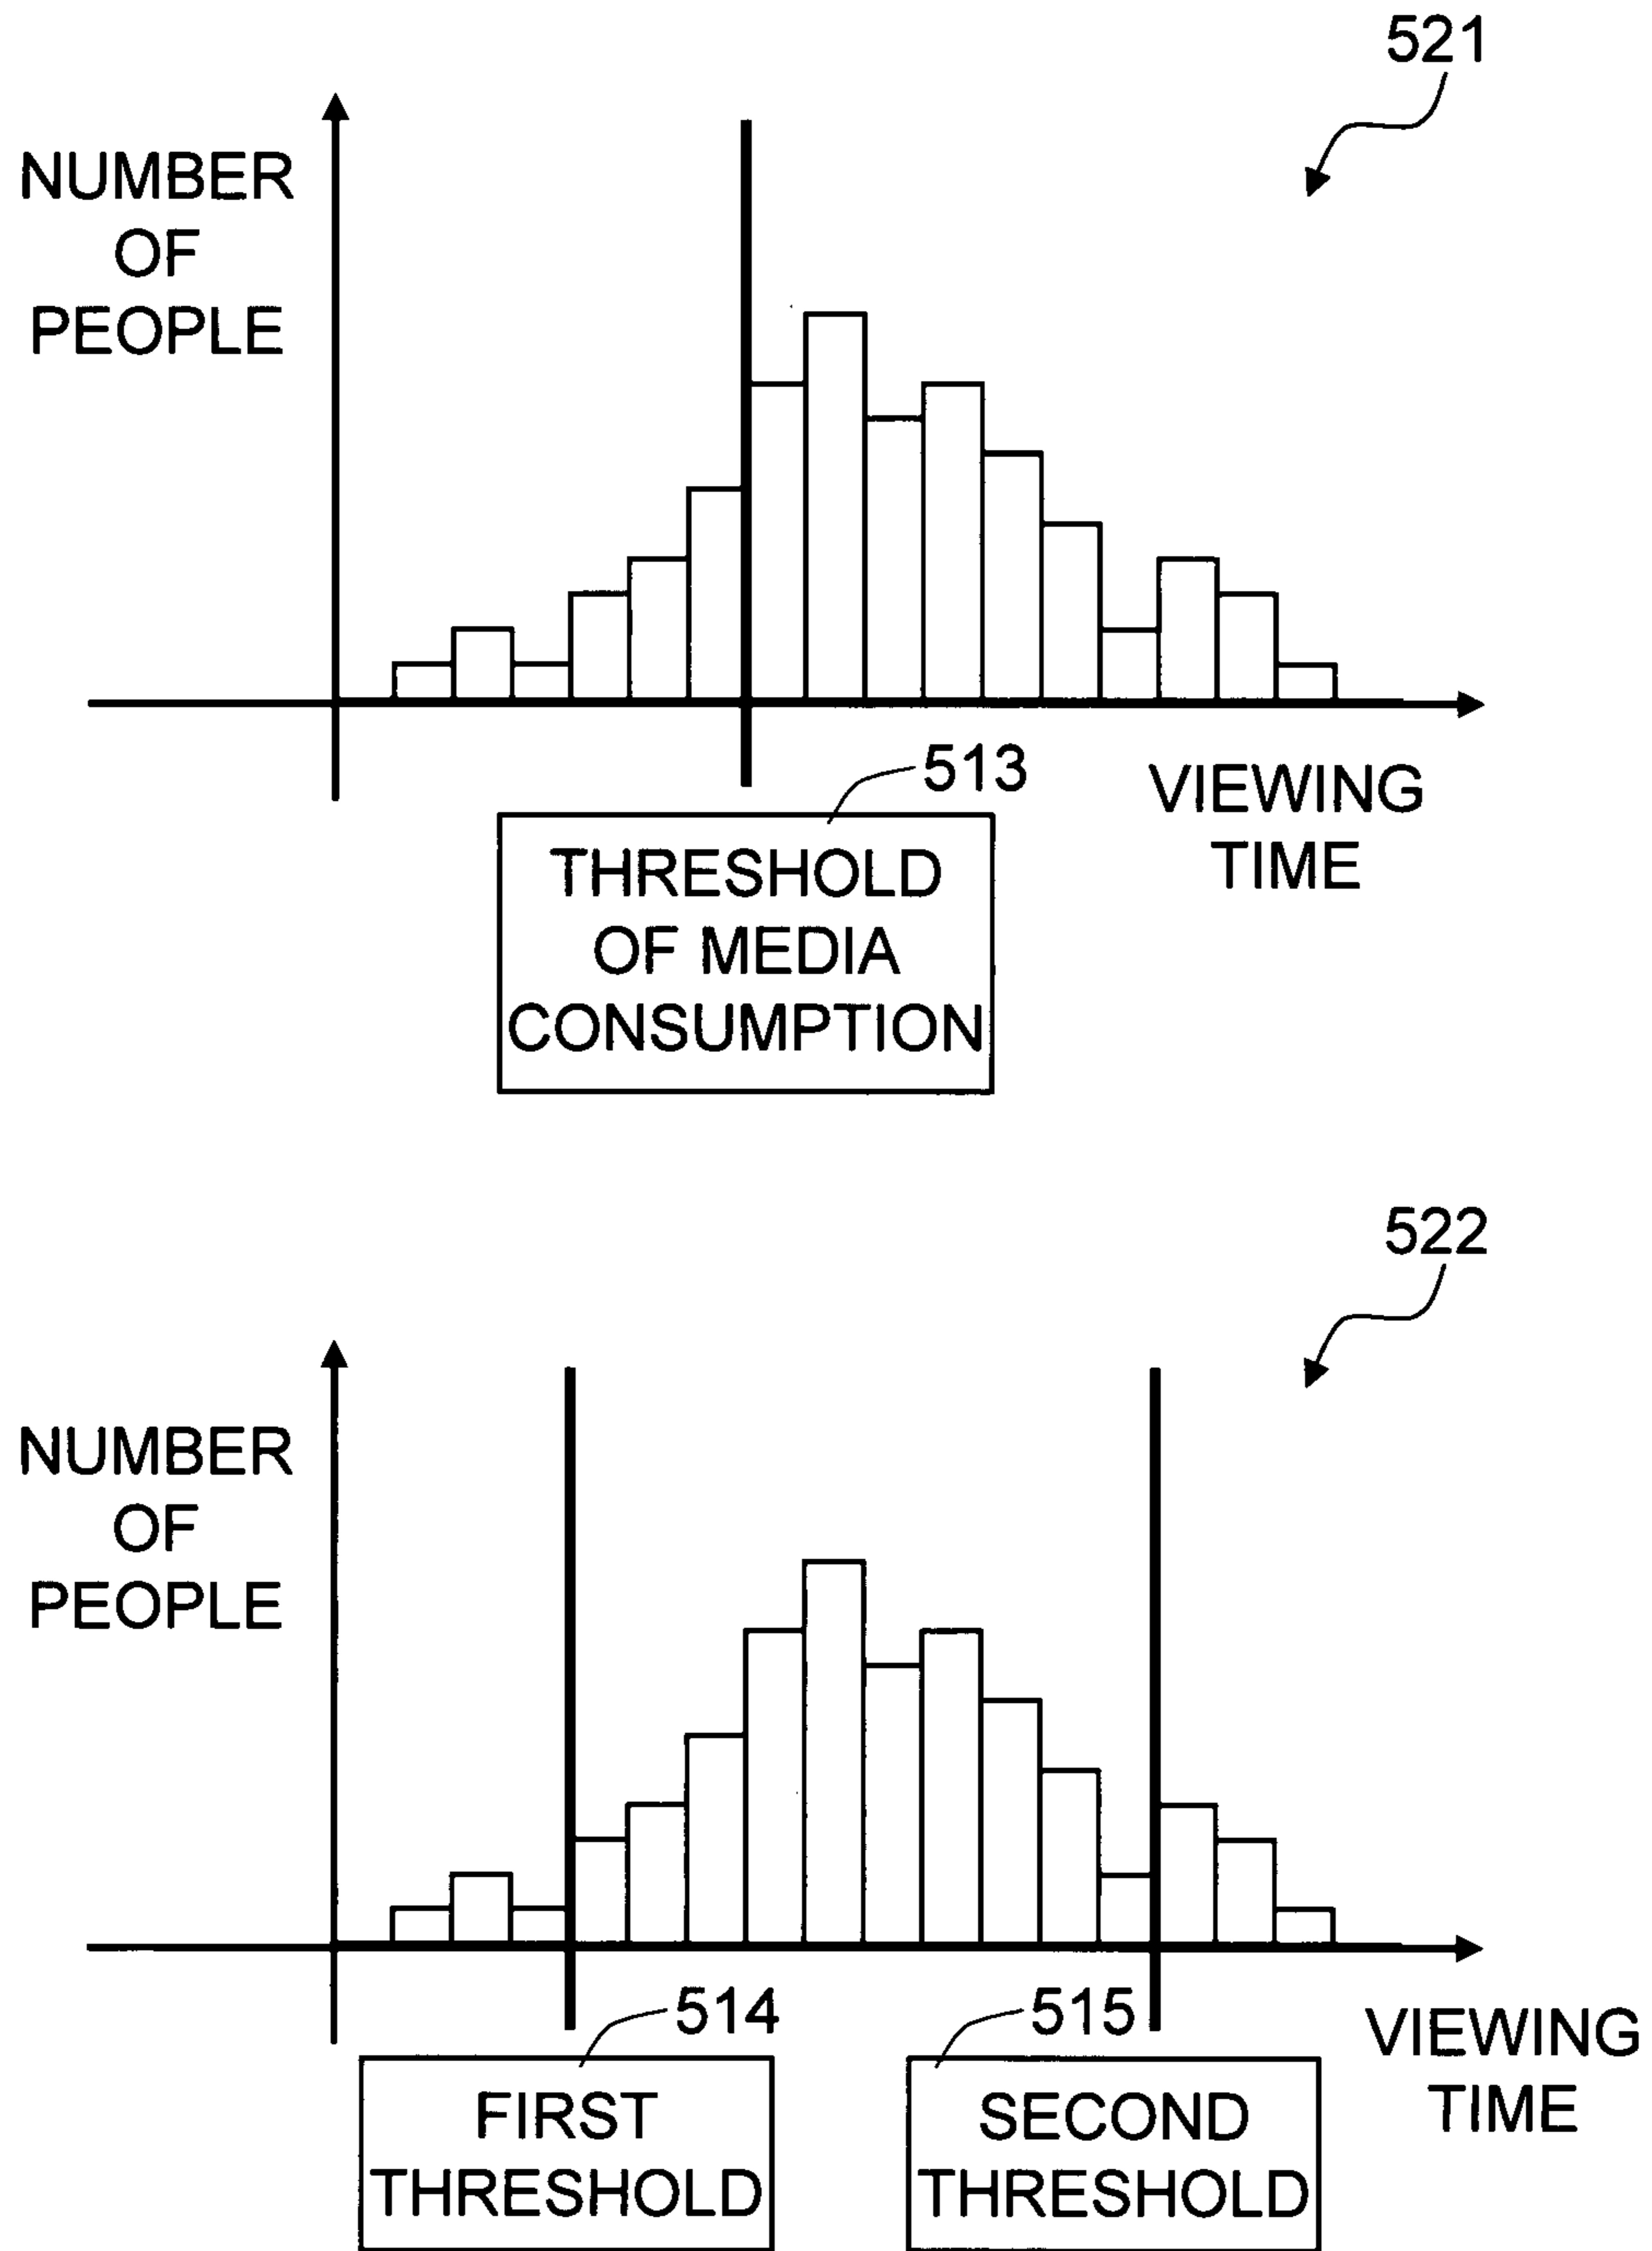 521
NUMBER
OF
PEOPLE
513
VIEWING
TIME
THRESHOLD
OF MEDIA
CONSUMPTION
522
NUMBER
OF
PEOPLE
514
515
VIEWING
TIME
FIRST
THRESHOLD
SECOND
THRESHOLD